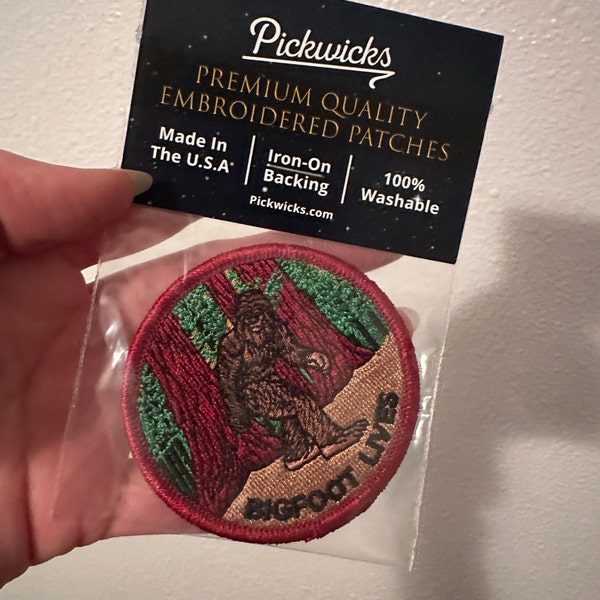 Pickwicks
PREMIUM QUALITY
EMBROIDERED PATCHES
Made In
The U.S.A
Iron-On
Backing
100%
Washable
Pickwicks.com
BIGFOOT LIVES